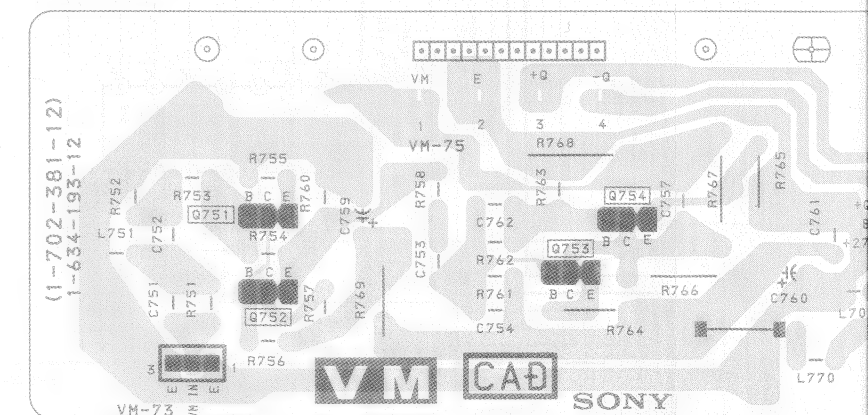 VM E +Q -Q
1 2 3 4
VM-75 R768
(1-702-381-12)
1-634-193-12
R755
R752 R753 B C E R760 R758 R763 Q754 C757 R767 R765
Q751 C759 C762 C761
L751 C752 R754 B C E
+
Q753
C753 R762
B C E
C751 R751 R757 R769 R761 B C E R766 + C760
Q752 C754 R764
R756
3 1
E E
VM-73
VM CAD
SONY
L770